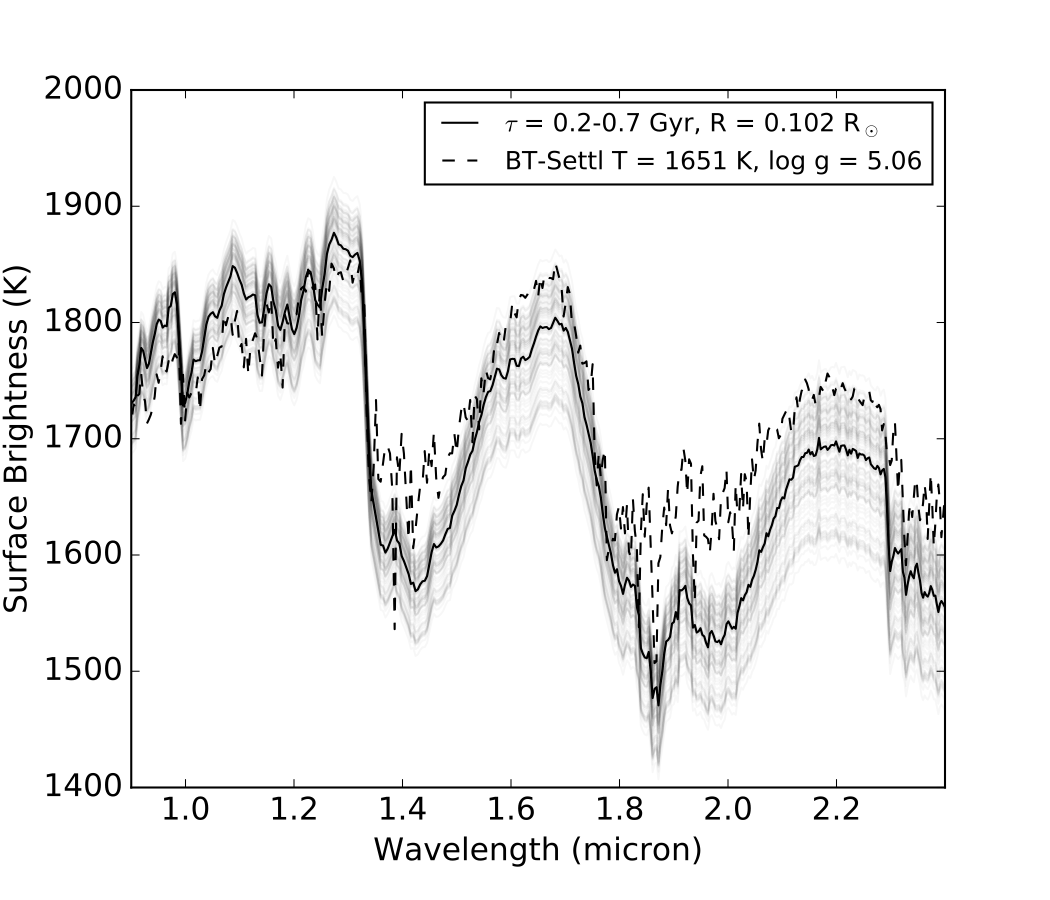 2000
1900
1800
1700
1600
1500
1400
Surface Brightness (K)
τ = 0.2-0.7 Gyr, R = 0.102 R☉
BT-Settl T = 1651 K, log g = 5.06
1.0 1.2 1.4 1.6 1.8 2.0 2.2
Wavelength (micron)